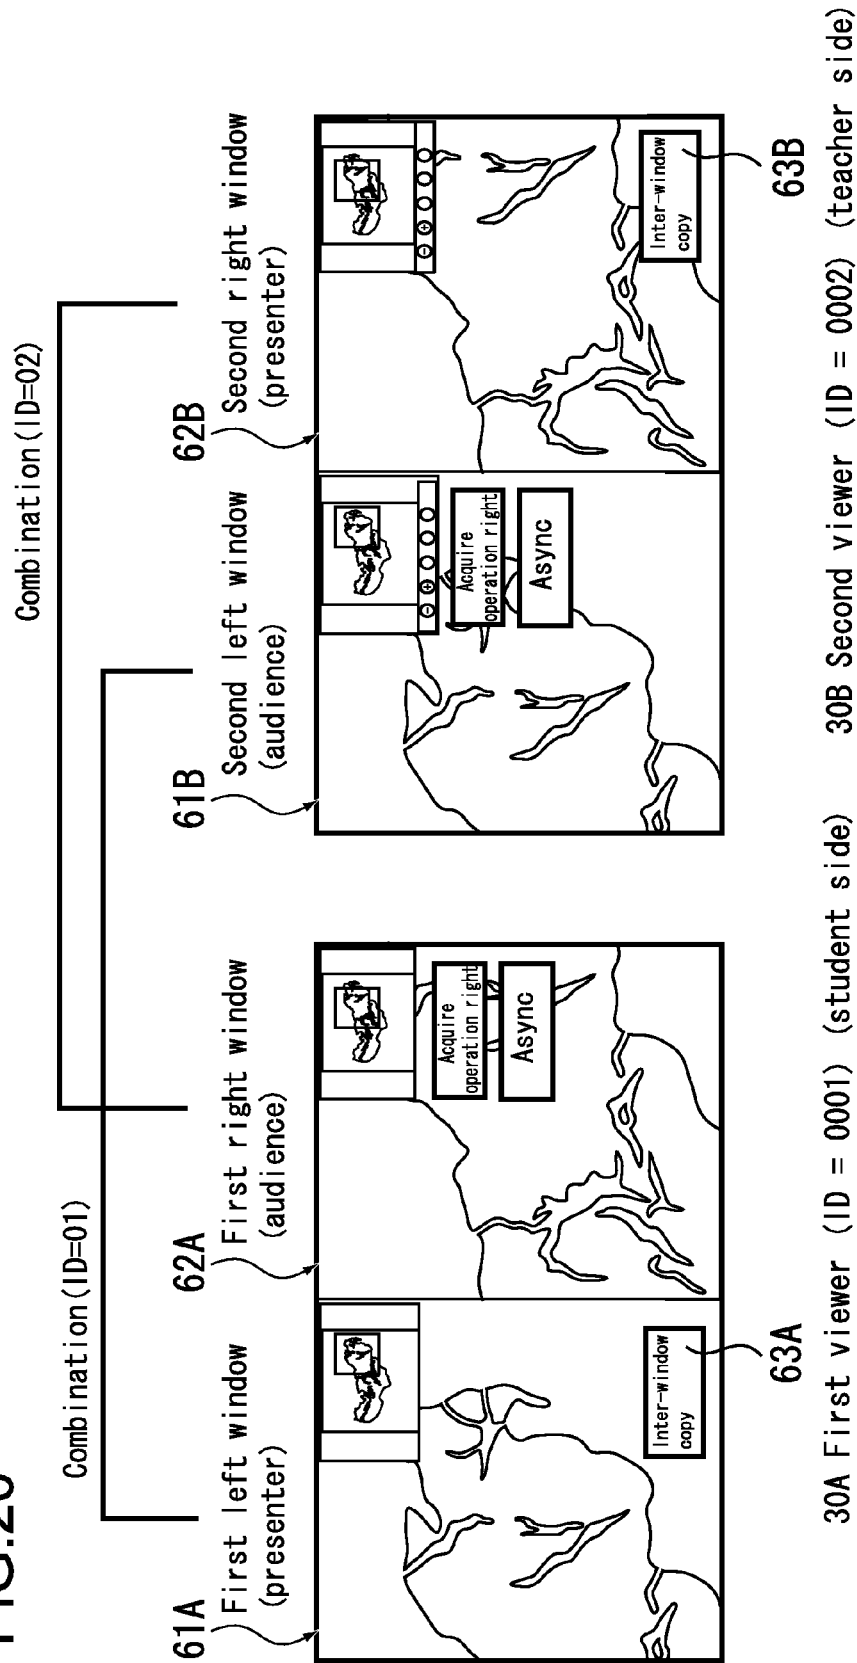 Combination(ID=02)
Combination(ID=01)
61A
First left window
(presenter)
62A
First right window
(audience)
61B
Second left window
(audience)
62B
Second right window
(presenter)
Inter-window
copy
Acquire
operation right
Async
Acquire
operation right
Async
Inter-window
copy
63A
63B
30A First viewer (ID = 0001) (student side)
30B Second viewer (ID = 0002) (teacher side)